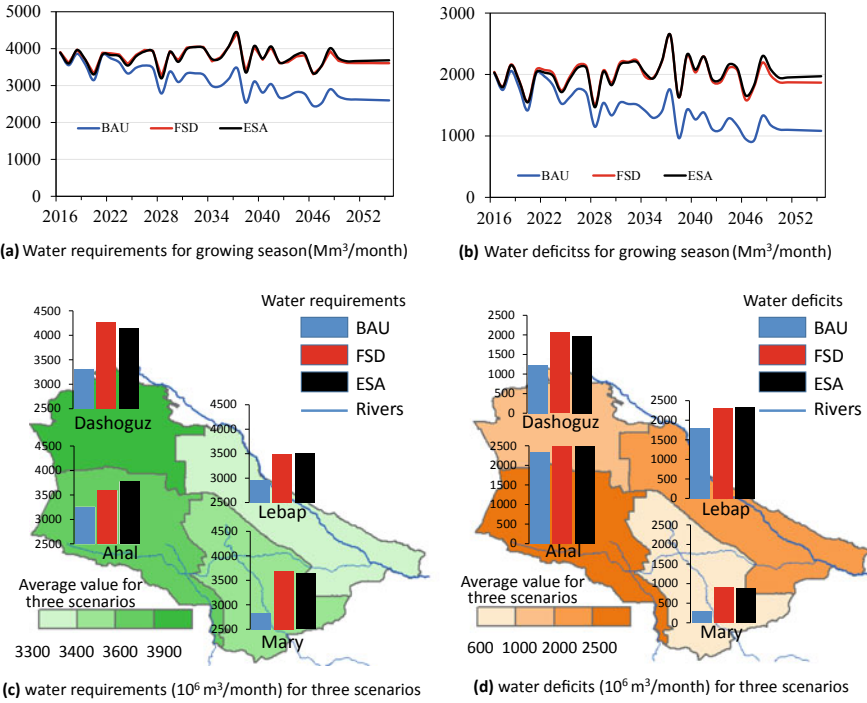 5000
4000
3000
2000
1000
0
BAU FSD ESA
2016 2022 2028 2034 2040 2046 2052
(a) Water requirements for growing season(Mm³/month)
3000
2000
1000
0
BAU FSD ESA
2016 2022 2028 2034 2040 2046 2052
(b) Water deficitss for growing season(Mm³/month)
Water requirements
BAU
FSD
ESA
Rivers
4500
4000
3500
3000
2500
Dashoguz
4500
4000
3500
3000
2500
Ahal
4500
4000
3500
3000
2500
Lebap
4500
4000
3500
3000
2500
Mary
Average value for
three scenarios
3300 3400 3600 3900
(c) water requirements (10⁶ m³/month) for three scenarios
Water deficits
BAU
FSD
ESA
Rivers
2500
2000
1500
1000
500
0
Dashoguz
2500
2000
1500
1000
500
0
Ahal
2500
2000
1500
1000
500
0
Lebap
2500
2000
1500
1000
500
0
Mary
Average value for
three scenarios
600 1000 2000 2500
(d) water deficits (10⁶ m³/month) for three scenarios